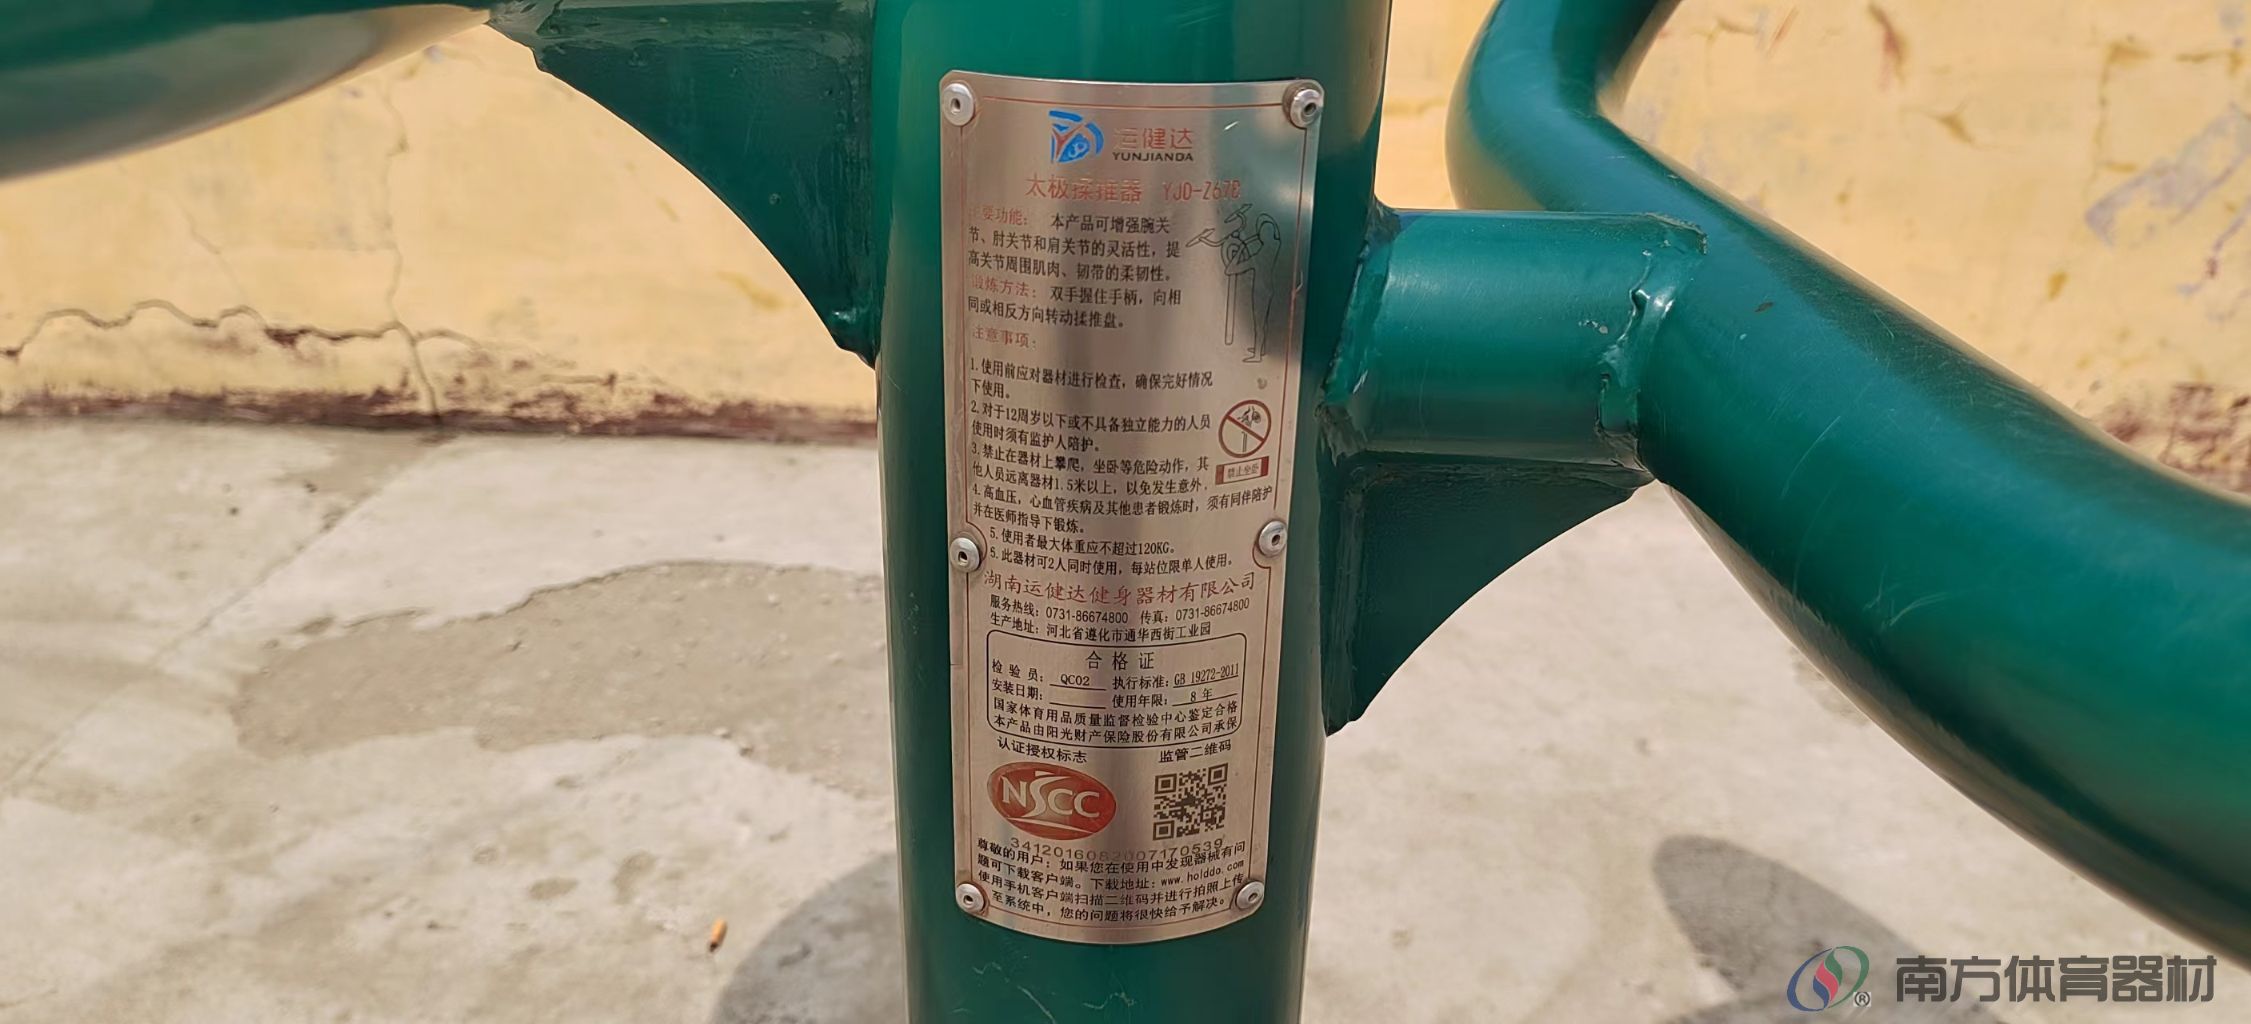 运健达
YUNJIANDA
太极揉推器 YJD-Z67B
主要功能： 本产品可增强腕关
节、肘关节和肩关节的灵活性，提
高关节周围肌肉、韧带的柔韧性。
锻炼方法： 双手握住手柄，向相
同或相反方向转动揉推盘。
注意事项：
1.使用前应对器材进行检查，确保完好情况
下使用。
2.对于12周岁以下或不具备独立能力的人员
使用时须有监护人陪护。
3.禁止在器材上攀爬，坐卧等危险动作，其
他人员远离器材1.5米以上，以免发生意外。
禁止坐卧
4.高血压，心血管疾病及其他患者锻炼时，须有同伴陪护
并在医师指导下锻炼。
5.使用者最大体重应不超过120KG。
6.此器材可2人同时使用，每站位限单人使用。
湖南运健达健身器材有限公司
服务热线：0731-86674800 传真：0731-86674800
生产地址：河北省遵化市通华西街工业园
合格证
检验员：QC02 执行标准：GB 19272-2011
安装日期： 使用年限：8年
国家体育用品质量监督检验中心鉴定合格
本产品由阳光财产保险股份有限公司承保
认证授权标志 监管二维码
NSCC
3412016082007170539
尊敬的用户：如果您在使用中发现器械有问
题可下载客户端。下载地址：www.holddo.com
使用手机客户端扫描二维码并进行拍照上传
至系统中，您的问题将很快给予解决。
南方体育器材